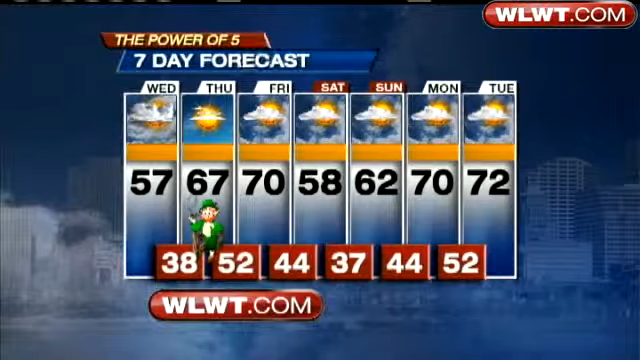 WLWT.COM
THE POWER OF 5
7 DAY FORECAST
WED THU FRI SAT SUN MON TUE
57 67 70 58 62 70 72
38 52 44 37 44 52
WLWT.COM